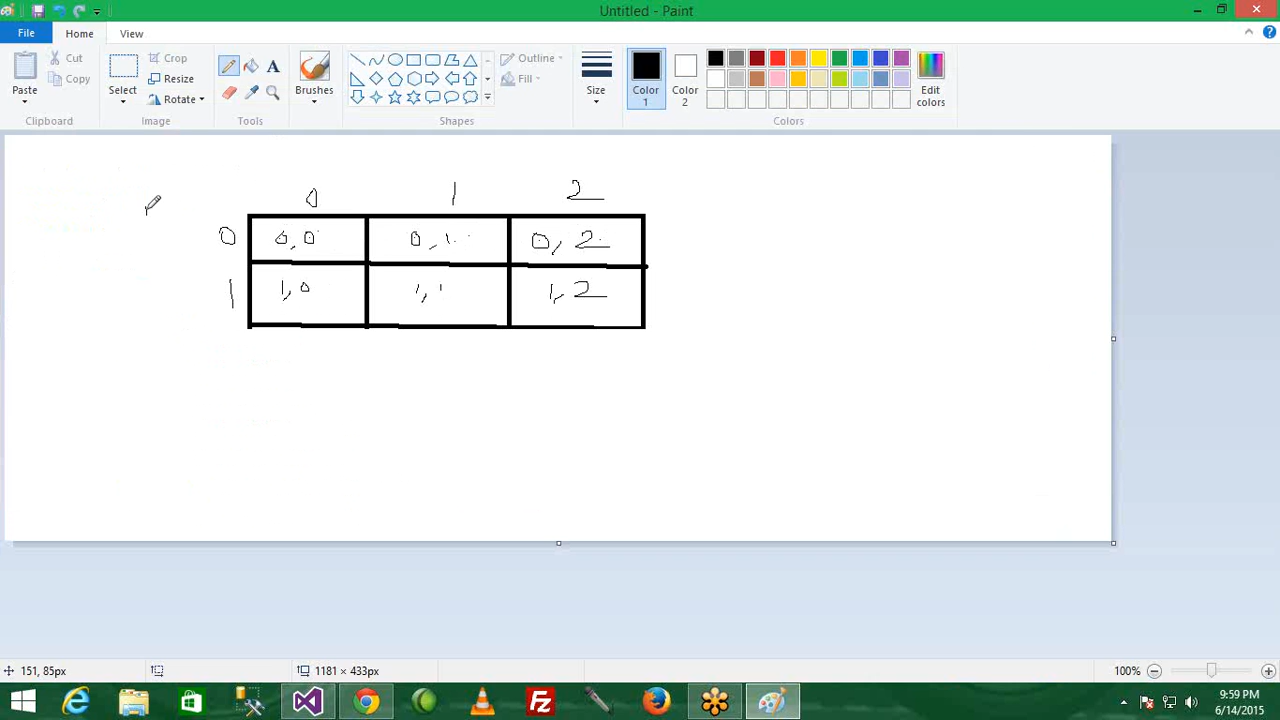 Untitled - Paint
File Home View
Cut
Copy
Paste
Clipboard
Crop
Resize
Rotate
Select
Image
A
Tools
Brushes
Outline
Fill
Shapes
Size
Color 1
Color 2
Edit colors
Colors
0 1 2
0 0,0 0,1 0,2
1 1,0 1,1 1,2
151, 85px
1181 × 433px
100%
9:59 PM
6/14/2015